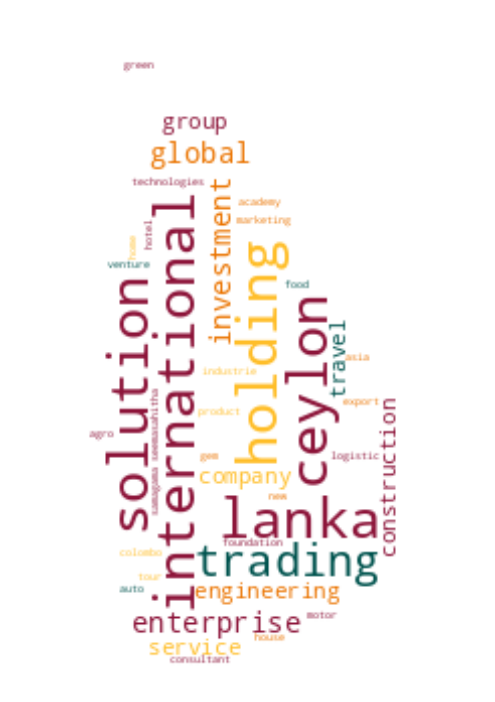 green
group
global
technologies
academy
investment
marketing
international
hotel
home
venture
holding
food
solution
ceylon
travel
asia
industrie
samagama seemasahitha
export
product
construction
agro
gem
logistic
company
new
lanka
foundation
trading
colombo
tour
auto
engineering
enterprise
motor
house
service
consultant